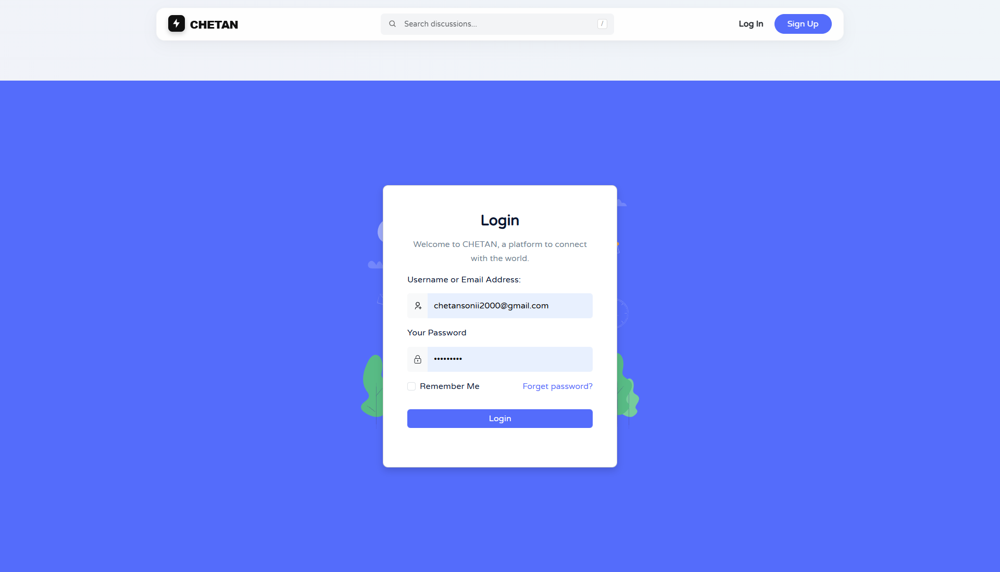 CHETAN
Search discussions...
/
Log In
Sign Up
Login
Welcome to CHETAN, a platform to connect
with the world.
Username or Email Address:
chetansonii2000@gmail.com
Your Password
•••••••••
Remember Me
Forget password?
Login